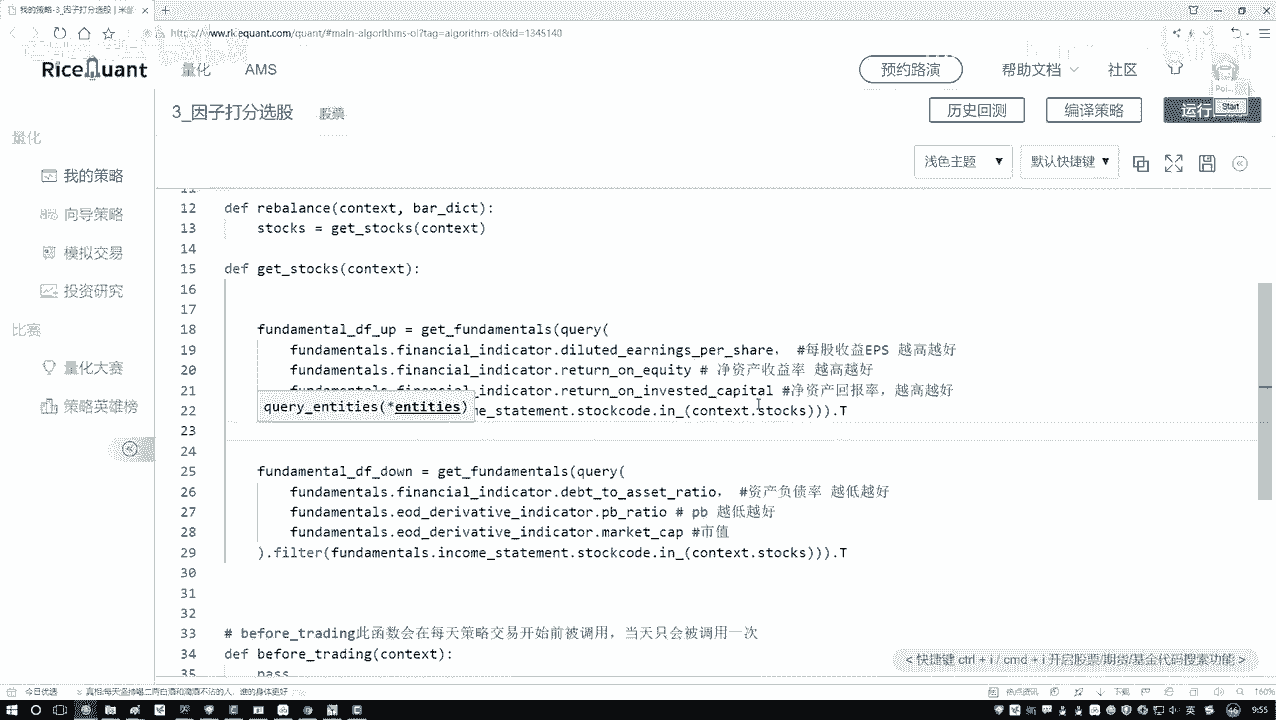 我的策略-3_因子打分选股 | 米筐
https://www.ricequant.com/quant/#main-algorithms-ol?tag=algorithm-ol&id=1345140
RiceQuant 量化 AMS 预约路演 帮助文档 社区
3_因子打分选股 股票 历史回测 编译策略 运行 Start
浅色主题 默认快捷键
量化
我的策略
向导策略
模拟交易
投资研究
比赛
量化大赛
策略英雄榜
11
12 def rebalance(context, bar_dict):
13 stocks = get_stocks(context)
14
15 def get_stocks(context):
16
17
18 fundamental_df_up = get_fundamentals(query(
19 fundamentals.financial_indicator.diluted_earnings_per_share， #每股收益EPS 越高越好
20 fundamentals.financial_indicator.return_on_equity # 净资产收益率 越高越好
21 fundamentals.financial_indicator.return_on_invested_capital #净资产回报率，越高越好
query_entities(*entities)
22 me_statement.stockcode.in_(context.stocks))).T
23
24
25 fundamental_df_down = get_fundamentals(query(
26 fundamentals.financial_indicator.debt_to_asset_ratio， #资产负债率 越低越好
27 fundamentals.eod_derivative_indicator.pb_ratio # pb 越低越好
28 fundamentals.eod_derivative_indicator.market_cap #市值
29 ).filter(fundamentals.income_statement.stockcode.in_(context.stocks))).T
30
31
32
33 # before_trading此函数会在每天策略交易开始前被调用，当天只会被调用一次
34 def before_trading(context):
35 pass
<快捷键 ctrl + i / cmd + i 开启股票/期货/基金代码搜索功能 >
今日优选
热点资讯 下载 160%
英 9:55